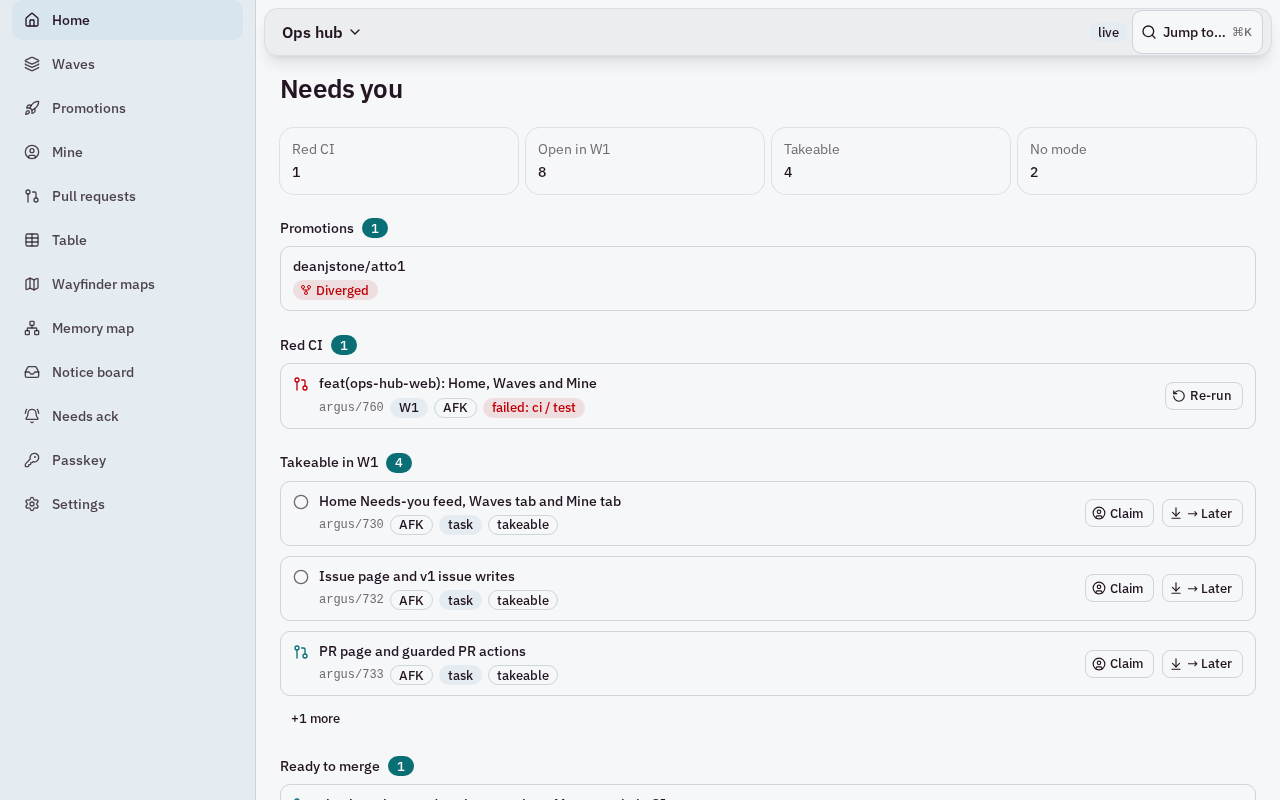 Home
Waves
Promotions
Mine
Pull requests
Table
Wayfinder maps
Memory map
Notice board
Needs ack
Passkey
Settings
Ops hub
live
Jump to... ⌘K
Needs you
Red CI
1
Open in W1
8
Takeable
4
No mode
2
Promotions 1
deanjstone/atto1
Diverged
Red CI 1
feat(ops-hub-web): Home, Waves and Mine
argus/760 W1 AFK failed: ci / test
Re-run
Takeable in W1 4
Home Needs-you feed, Waves tab and Mine tab
argus/730 AFK task takeable
Claim → Later
Issue page and v1 issue writes
argus/732 AFK task takeable
Claim → Later
PR page and guarded PR actions
argus/733 AFK task takeable
Claim → Later
+1 more
Ready to merge 1